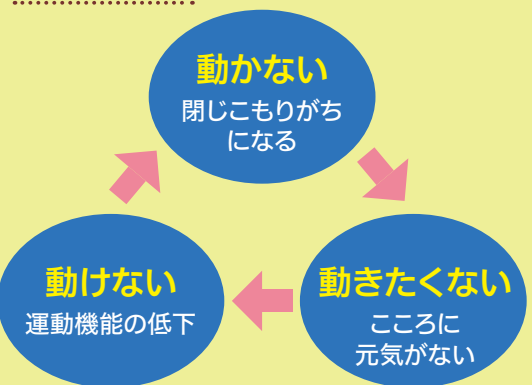 動かない
閉じこもりがち
になる
動きたくない
こころに
元気がない
動けない
運動機能の低下